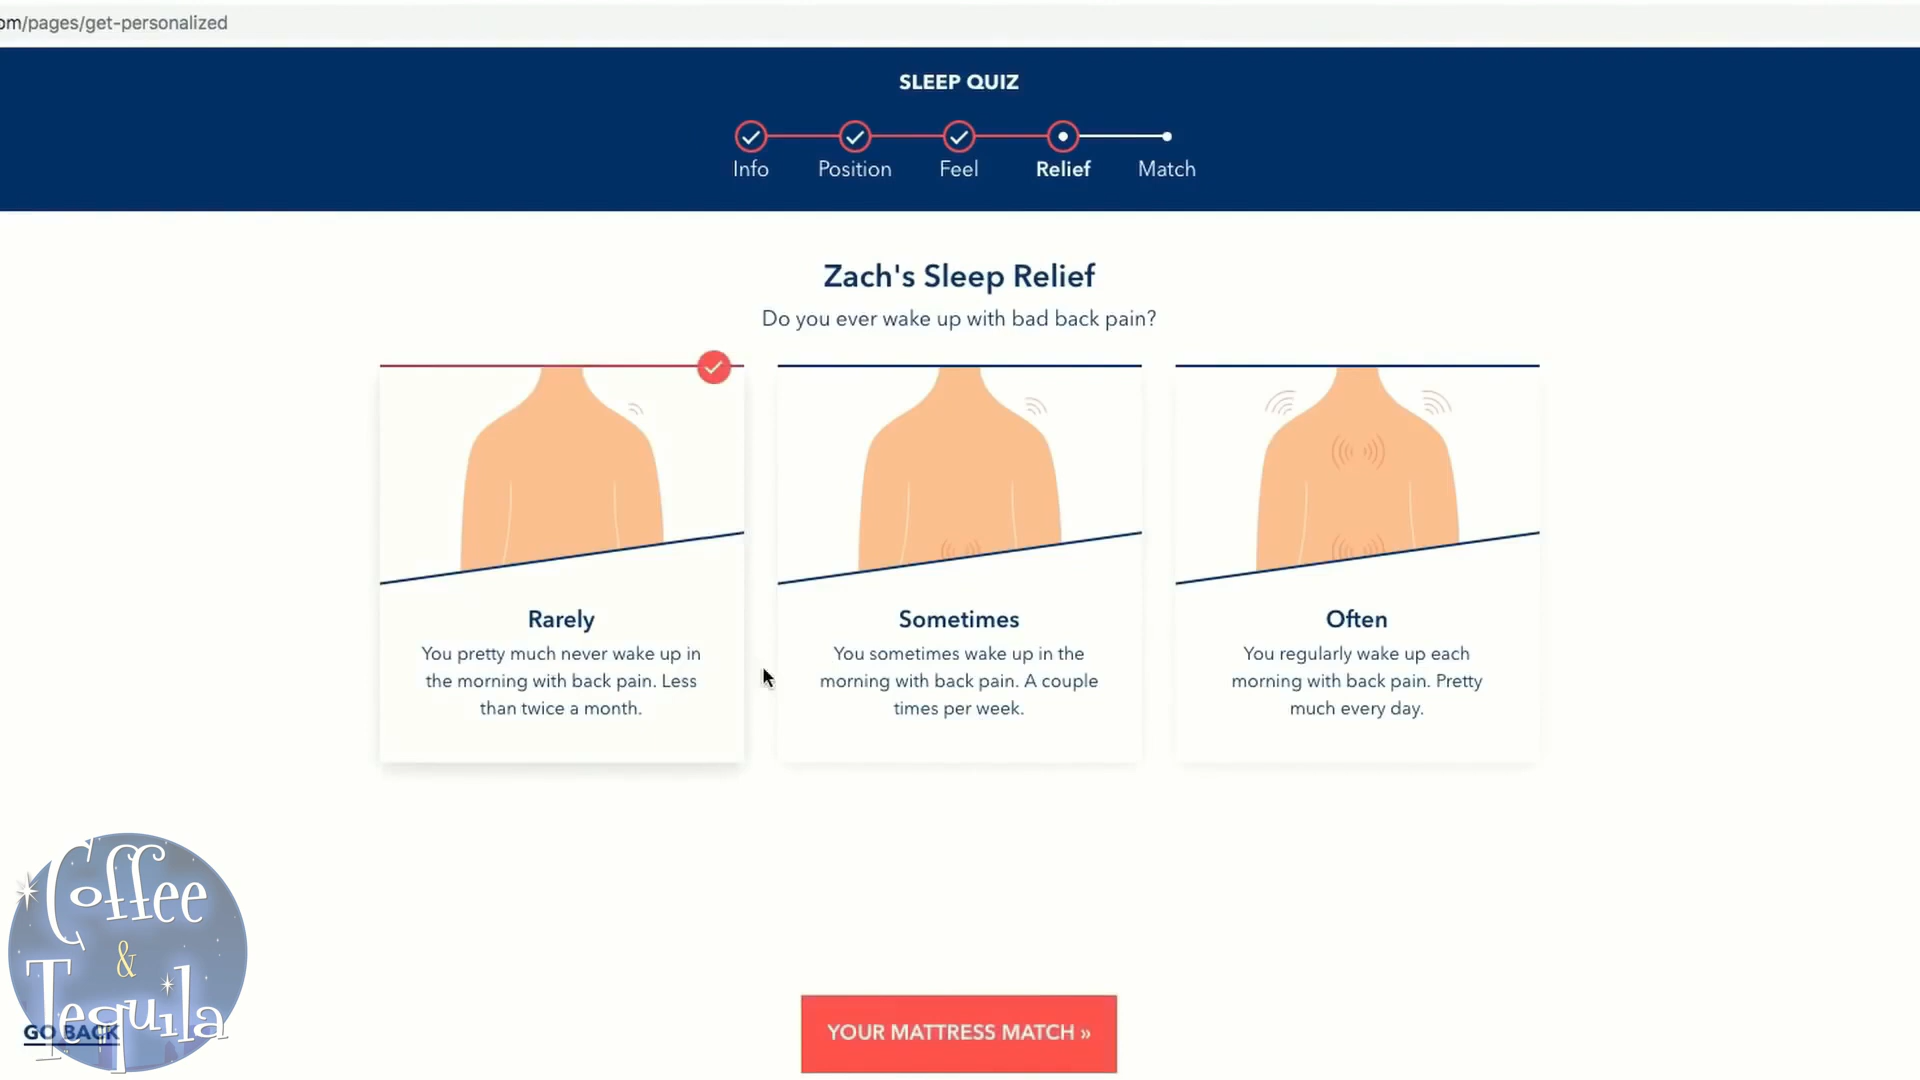 om/pages/get-personalized
SLEEP QUIZ
Info
Position
Feel
Relief
Match
Zach's Sleep Relief
Do you ever wake up with bad back pain?
Rarely
You pretty much never wake up in
the morning with back pain. Less
than twice a month.
Sometimes
You sometimes wake up in the
morning with back pain. A couple
times per week.
Often
You regularly wake up each
morning with back pain. Pretty
much every day.
Coffee
&
Tequila
GO BACK
YOUR MATTRESS MATCH »